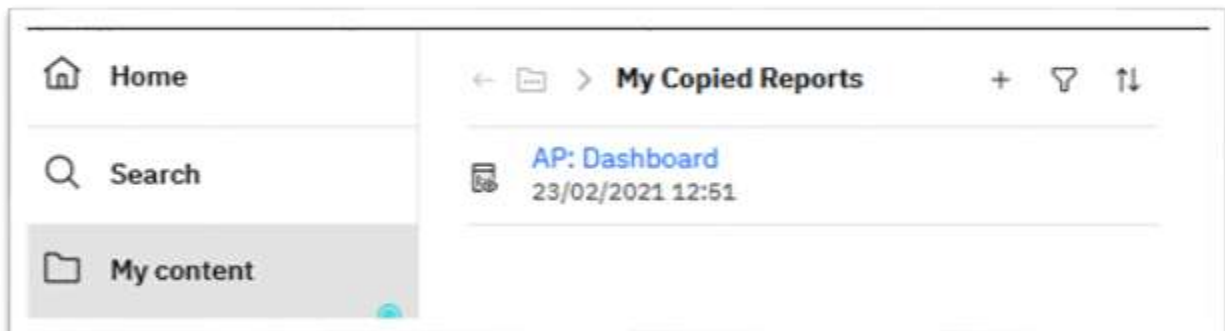 Home
My Copied Reports
Search
AP: Dashboard
23/02/2021 12:51
My content